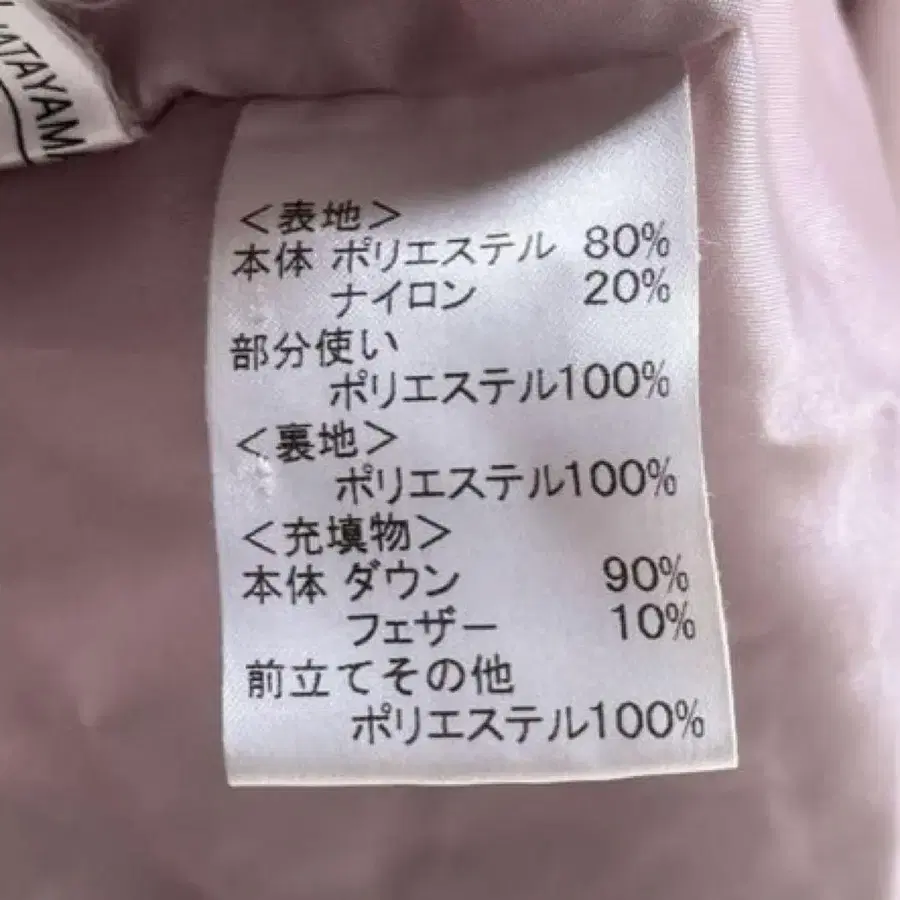 ＜表地＞
本体 ポリエステル 80%
ナイロン 20%
部分使い
ポリエステル100%
＜裏地＞
ポリエステル100%
＜充填物＞
本体 ダウン 90%
フェザー 10%
前立てその他
ポリエステル100%